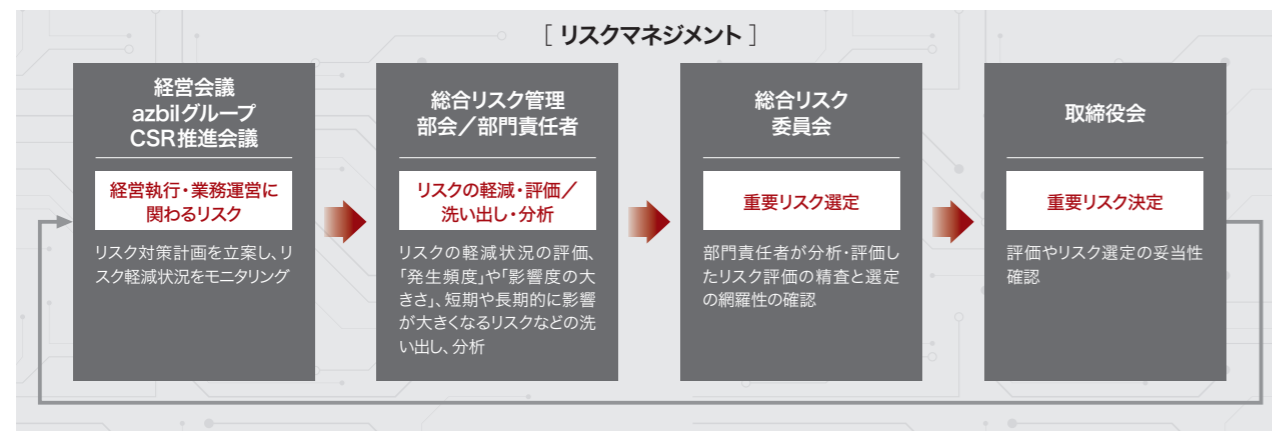 [ リスクマネジメント ]
経営会議
azbilグループ
CSR推進会議
経営執行・業務運営に
関わるリスク
リスク対策計画を立案し、リ
スク軽減状況をモニタリング
総合リスク管理
部会／部門責任者
リスクの軽減・評価／
洗い出し・分析
リスクの軽減状況の評価、
「発生頻度」や「影響度の大
きさ」、短期や長期的に影響
が大きくなるリスクなどの洗
い出し、分析
総合リスク
委員会
重要リスク選定
部門責任者が分析・評価し
たリスク評価の精査と選定
の網羅性の確認
取締役会
重要リスク決定
評価やリスク選定の妥当性
確認